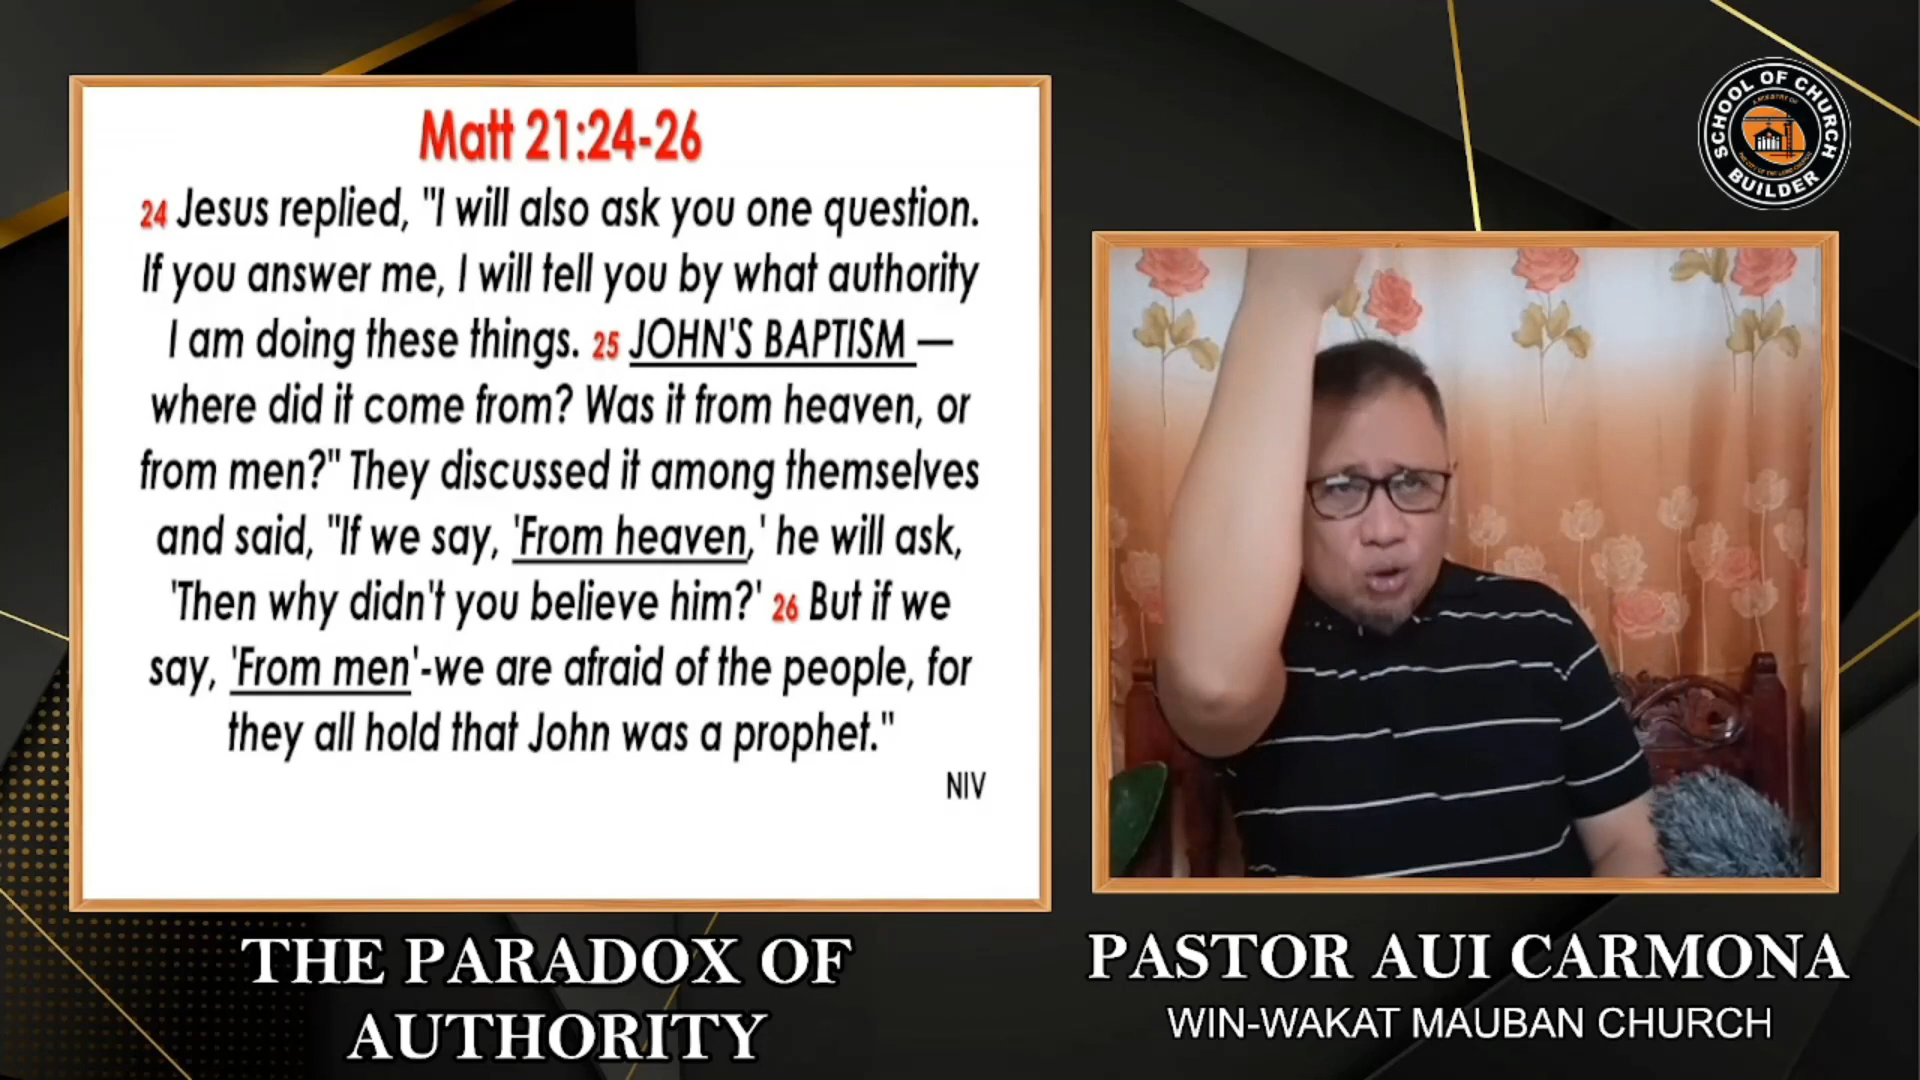 Matt 21:24-26
24 Jesus replied, "I will also ask you one question.
If you answer me, I will tell you by what authority
I am doing these things. 25 JOHN'S BAPTISM —
where did it come from? Was it from heaven, or
from men?" They discussed it among themselves
and said, "If we say, 'From heaven,' he will ask,
'Then why didn't you believe him?' 26 But if we
say, 'From men'-we are afraid of the people, for
they all hold that John was a prophet."
NIV
THE PARADOX OF
AUTHORITY
SCHOOL OF CHURCH
BUILDER
PASTOR AUI CARMONA
WIN-WAKAT MAUBAN CHURCH